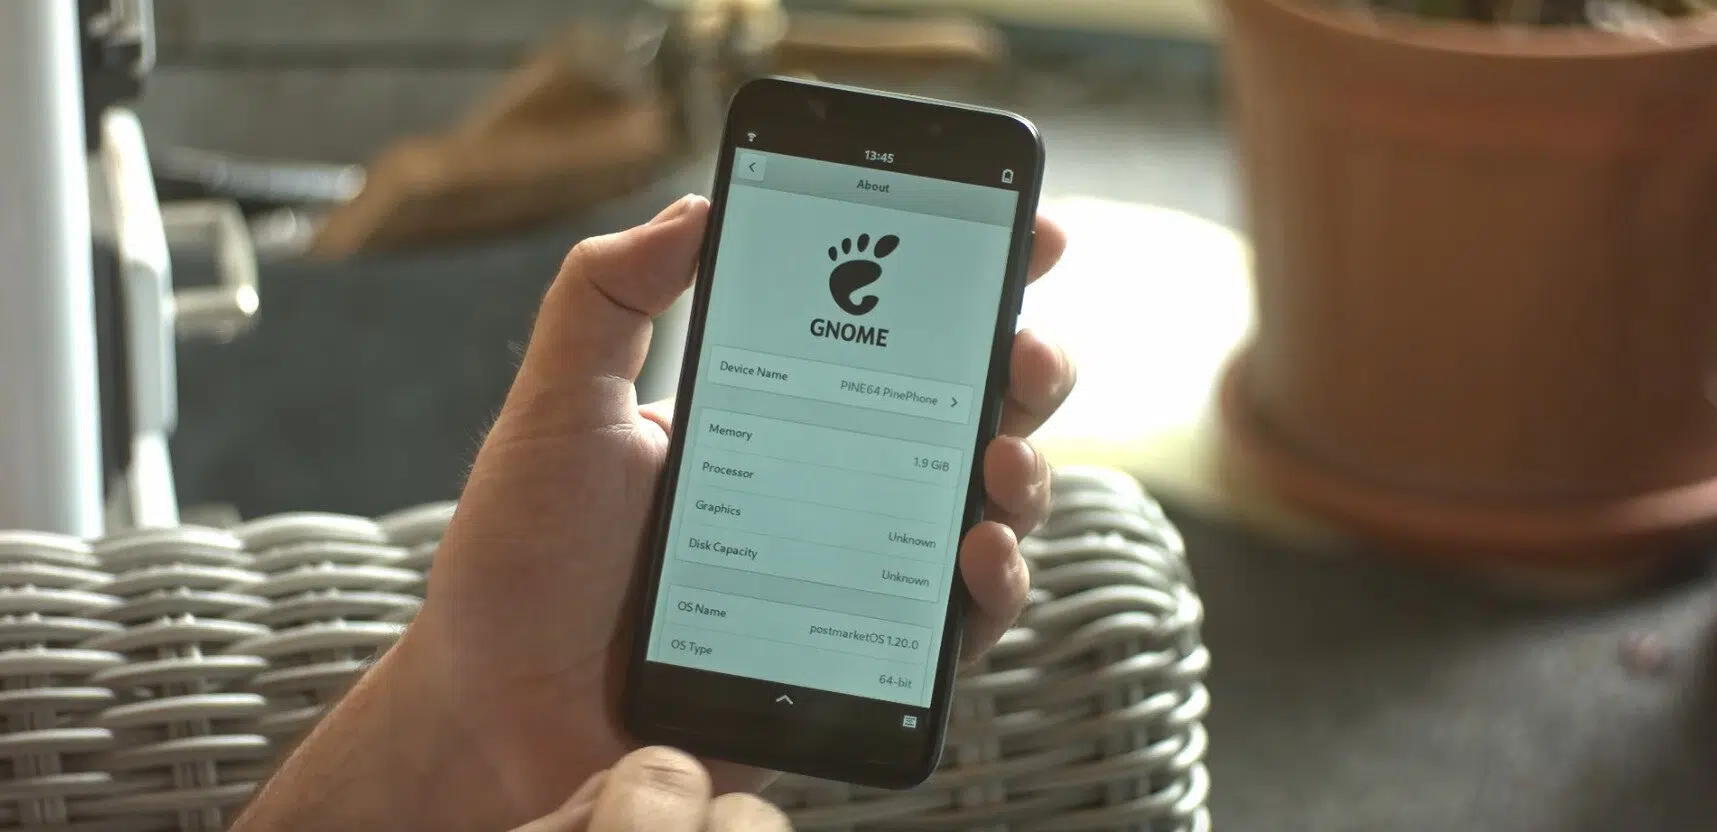 13:45
About
GNOME
Device Name PINE64 PinePhone
Memory 1.9 GiB
Processor
Graphics Unknown
Disk Capacity Unknown
OS Name postmarketOS 1.20.0
OS Type 64-bit